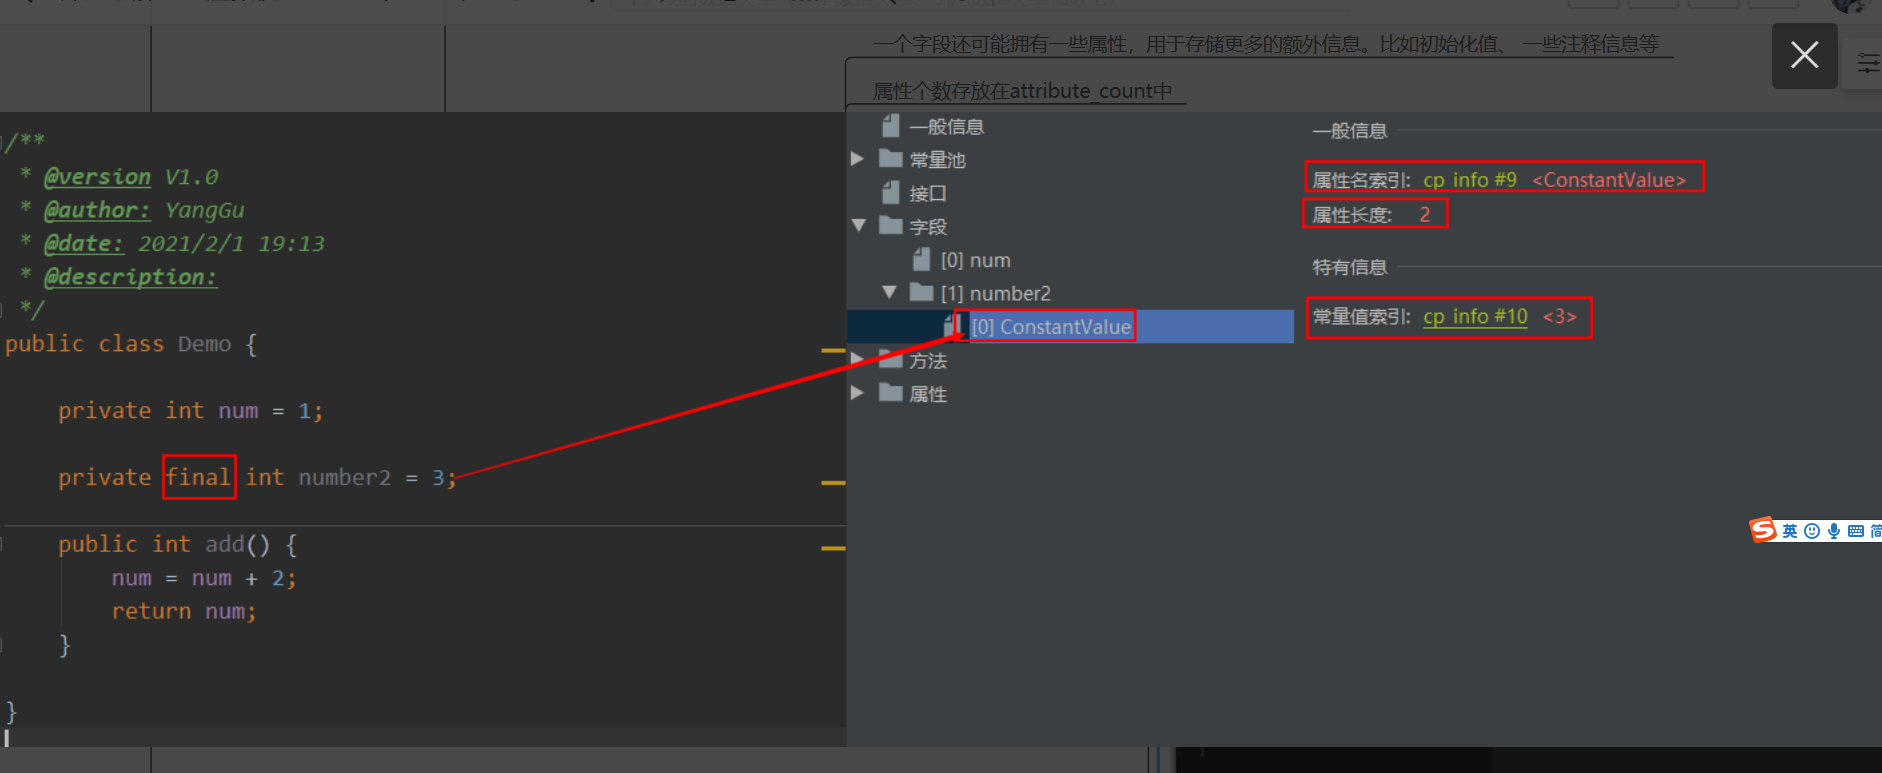 一个字段还可能拥有一些属性，用于存储更多的额外信息。比如初始化值、一些注释信息等
属性个数存放在attribute_count中
/**
* @version V1.0
* @author: YangGu
* @date: 2021/2/1 19:13
* @description:
*/
public class Demo {
private int num = 1;
private final int number2 = 3;
public int add() {
num = num + 2;
return num;
}
}
一般信息
常量池
接口
字段
[0] num
[1] number2
[0] ConstantValue
方法
属性
一般信息
属性名索引: cp info #9 <ConstantValue>
属性长度: 2
特有信息
常量值索引: cp info #10 <3>
英
简